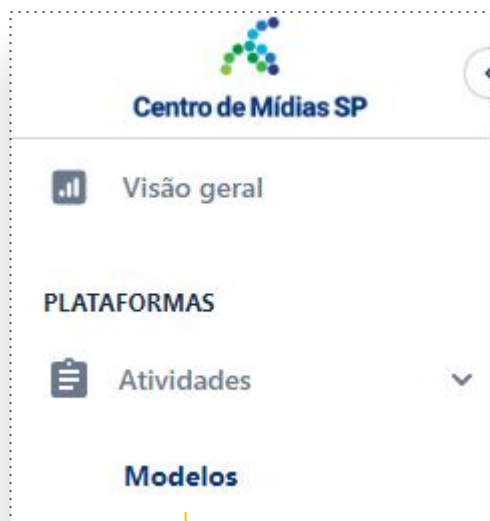 Centro de Mídias SP
Visão geral
PLATAFORMAS
Atividades
Modelos